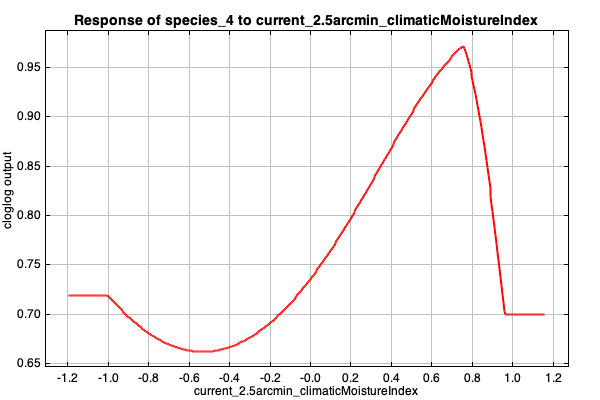 Response of species_4 to current_2.5arcmin_climaticMoistureIndex
cloglog output
0.95
0.90
0.85
0.80
0.75
0.70
0.65
-1.2 -1.0 -0.8 -0.6 -0.4 -0.2 -0.0 0.2 0.4 0.6 0.8 1.0 1.2
current_2.5arcmin_climaticMoistureIndex